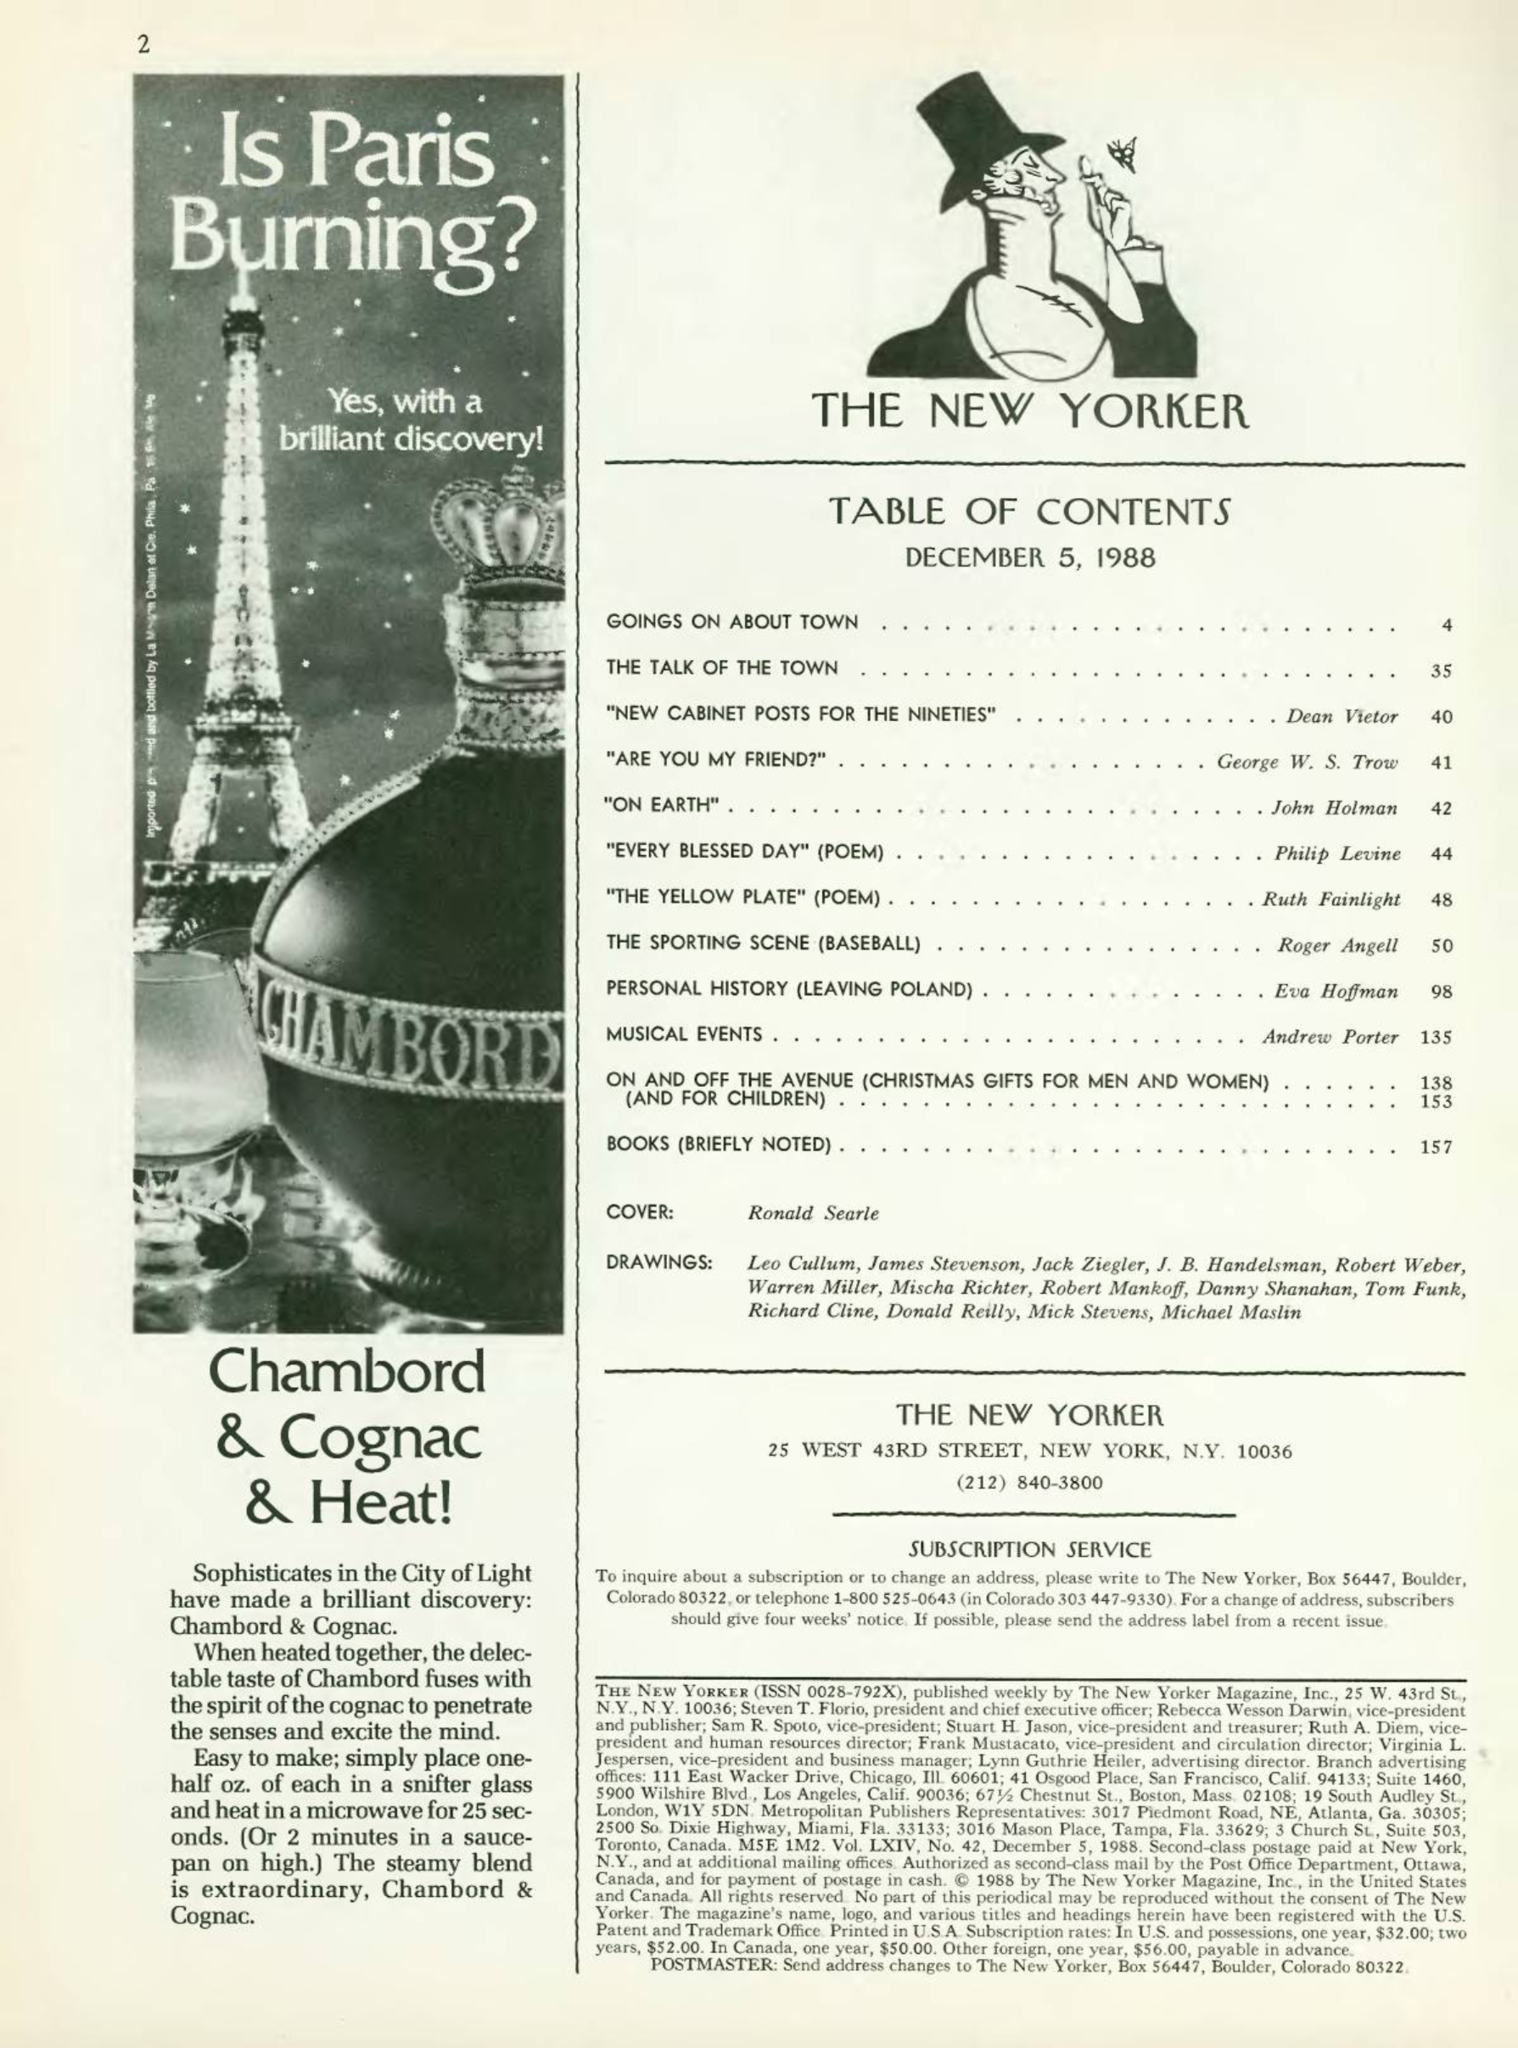 2
Is Paris
Burning?
Yes, with a
brilliant discovery!
CHAMBORD
Chambord
& Cognac
& Heat!
Sophisticates in the City of Light
have made a brilliant discovery:
Chambord & Cognac.
When heated together, the delec-
table taste of Chambord fuses with
the spirit of the cognac to penetrate
the senses and excite the mind.
Easy to make; simply place one-
half oz. of each in a snifter glass
and heat in a microwave for 25 sec-
onds. (Or 2 minutes in a sauce-
pan on high.) The steamy blend
is extraordinary, Chambord &
Cognac.
THE NEW YORKER
TABLE OF CONTENTS
DECEMBER 5, 1988
GOINGS ON ABOUT TOWN . . . . . . . . . . . . . . . . . . . . . . . . . 4
THE TALK OF THE TOWN . . . . . . . . . . . . . . . . . . . . . . . . . . 35
"NEW CABINET POSTS FOR THE NINETIES" . . . . . . . . . . . . . Dean Vietor 40
"ARE YOU MY FRIEND?" . . . . . . . . . . . . . . . . . . George W. S. Trow 41
"ON EARTH" . . . . . . . . . . . . . . . . . . . . . . . . . . John Holman 42
"EVERY BLESSED DAY" (POEM) . . . . . . . . . . . . . . . . . . Philip Levine 44
"THE YELLOW PLATE" (POEM) . . . . . . . . . . . . . . . . . . Ruth Fainlight 48
THE SPORTING SCENE (BASEBALL) . . . . . . . . . . . . . . . . Roger Angell 50
PERSONAL HISTORY (LEAVING POLAND) . . . . . . . . . . . . . . Eva Hoffman 98
MUSICAL EVENTS . . . . . . . . . . . . . . . . . . . . . . . Andrew Porter 135
ON AND OFF THE AVENUE (CHRISTMAS GIFTS FOR MEN AND WOMEN) . . . . . . 138
(AND FOR CHILDREN) . . . . . . . . . . . . . . . . . . . . . . . . . . . 153
BOOKS (BRIEFLY NOTED) . . . . . . . . . . . . . . . . . . . . . . . . . . . 157
COVER: Ronald Searle
DRAWINGS: Leo Cullum, James Stevenson, Jack Ziegler, J. B. Handelsman, Robert Weber,
Warren Miller, Mischa Richter, Robert Mankoff, Danny Shanahan, Tom Funk,
Richard Cline, Donald Reilly, Mick Stevens, Michael Maslin
THE NEW YORKER
25 WEST 43RD STREET, NEW YORK, N.Y. 10036
(212) 840-3800
SUBSCRIPTION SERVICE
To inquire about a subscription or to change an address, please write to The New Yorker, Box 56447, Boulder,
Colorado 80322, or telephone 1-800 525-0643 (in Colorado 303 447-9330). For a change of address, subscribers
should give four weeks' notice. If possible, please send the address label from a recent issue.
THE NEW YORKER (ISSN 0028-792X), published weekly by The New Yorker Magazine, Inc., 25 W. 43rd St.,
N.Y., N.Y. 10036; Steven T. Florio, president and chief executive officer; Rebecca Wesson Darwin, vice-president
and publisher; Sam R. Spoto, vice-president; Stuart H. Jason, vice-president and treasurer; Ruth A. Diem, vice-
president and human resources director; Frank Mustacato, vice-president and circulation director; Virginia L.
Jespersen, vice-president and business manager; Lynn Guthrie Heiler, advertising director. Branch advertising
offices: 111 East Wacker Drive, Chicago, Ill. 60601; 41 Osgood Place, San Francisco, Calif. 94133; Suite 1460,
5900 Wilshire Blvd., Los Angeles, Calif. 90036; 67½ Chestnut St., Boston, Mass. 02108; 19 South Audley St.,
London, W1Y 5DN. Metropolitan Publishers Representatives: 3017 Piedmont Road, NE, Atlanta, Ga. 30305;
2500 So. Dixie Highway, Miami, Fla. 33133; 3016 Mason Place, Tampa, Fla. 33629; 3 Church St., Suite 503,
Toronto, Canada. M5E 1M2. Vol. LXIV, No. 42, December 5, 1988. Second-class postage paid at New York,
N.Y., and at additional mailing offices. Authorized as second-class mail by the Post Office Department, Ottawa,
Canada, and for payment of postage in cash. © 1988 by The New Yorker Magazine, Inc., in the United States
and Canada. All rights reserved. No part of this periodical may be reproduced without the consent of The New
Yorker. The magazine's name, logo, and various titles and headings herein have been registered with the U.S.
Patent and Trademark Office. Printed in U.S.A. Subscription rates: In U.S. and possessions, one year, $32.00; two
years, $52.00. In Canada, one year, $50.00. Other foreign, one year, $56.00, payable in advance.
POSTMASTER: Send address changes to The New Yorker, Box 56447, Boulder, Colorado 80322.